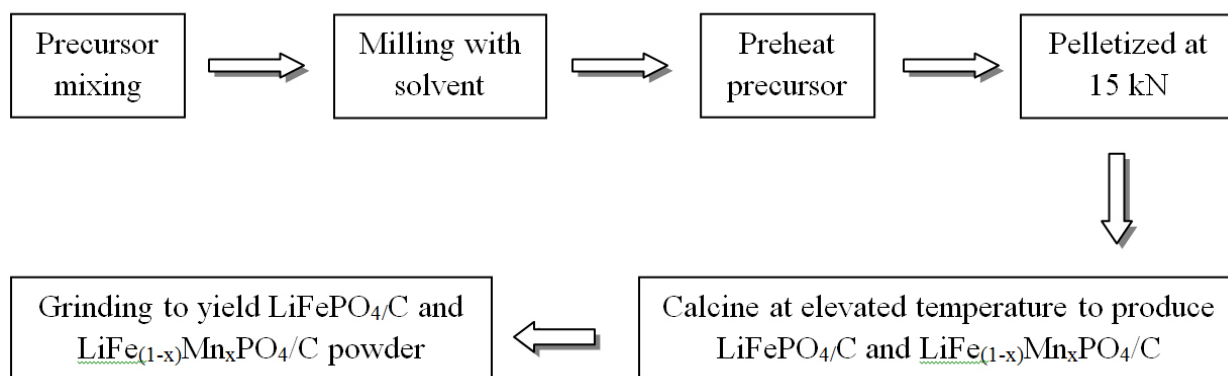 Precursor
mixing
Milling with
solvent
Preheat
precursor
Pelletized at
15 kN
Calcine at elevated temperature to produce
LiFePO₄/C and LiFe₍₁₋ₓ₎MnₓPO₄/C
Grinding to yield LiFePO₄/C and
LiFe₍₁₋ₓ₎MnₓPO₄/C powder